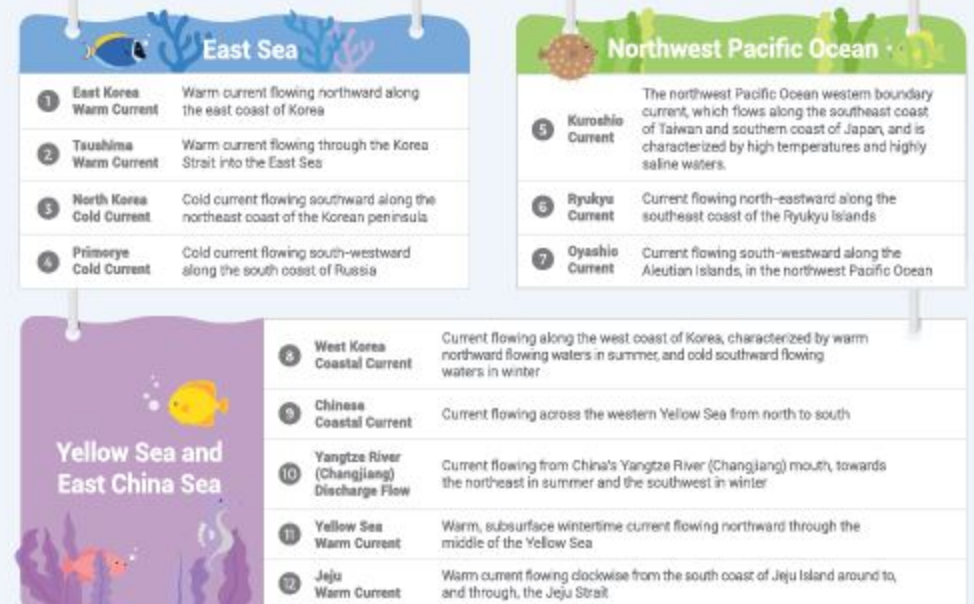 East Sea
1
East Korea
Warm Current
Warm current flowing northward along
the east coast of Korea
2
Tsushima
Warm Current
Warm current flowing through the Korea
Strait into the East Sea
3
North Korea
Cold Current
Cold current flowing southward along the
northeast coast of the Korean peninsula
4
Primorye
Cold Current
Cold current flowing south-westward
along the south coast of Russia
Northwest Pacific Ocean
5
Kuroshio
Current
The northwest Pacific Ocean western boundary
current, which flows along the southeast coast
of Taiwan and southern coast of Japan, and is
characterized by high temperatures and highly
saline waters.
6
Ryukyu
Current
Current flowing north-eastward along the
southeast coast of the Ryukyu Islands
7
Oyashio
Current
Current flowing south-westward along the
Aleutian Islands, in the northwest Pacific Ocean
Yellow Sea and
East China Sea
8
West Korea
Coastal Current
Current flowing along the west coast of Korea, characterized by warm
northward flowing waters in summer, and cold southward flowing
waters in winter
9
Chinese
Coastal Current
Current flowing across the western Yellow Sea from north to south
10
Yangtze River
(Changjiang)
Discharge Flow
Current flowing from China's Yangtze River (Changjiang) mouth, towards
the northeast in summer and the southwest in winter
11
Yellow Sea
Warm Current
Warm, subsurface wintertime current flowing northward through the
middle of the Yellow Sea
12
Jeju
Warm Current
Warm current flowing clockwise from the south coast of Jeju Island around to,
and through, the Jeju Strait